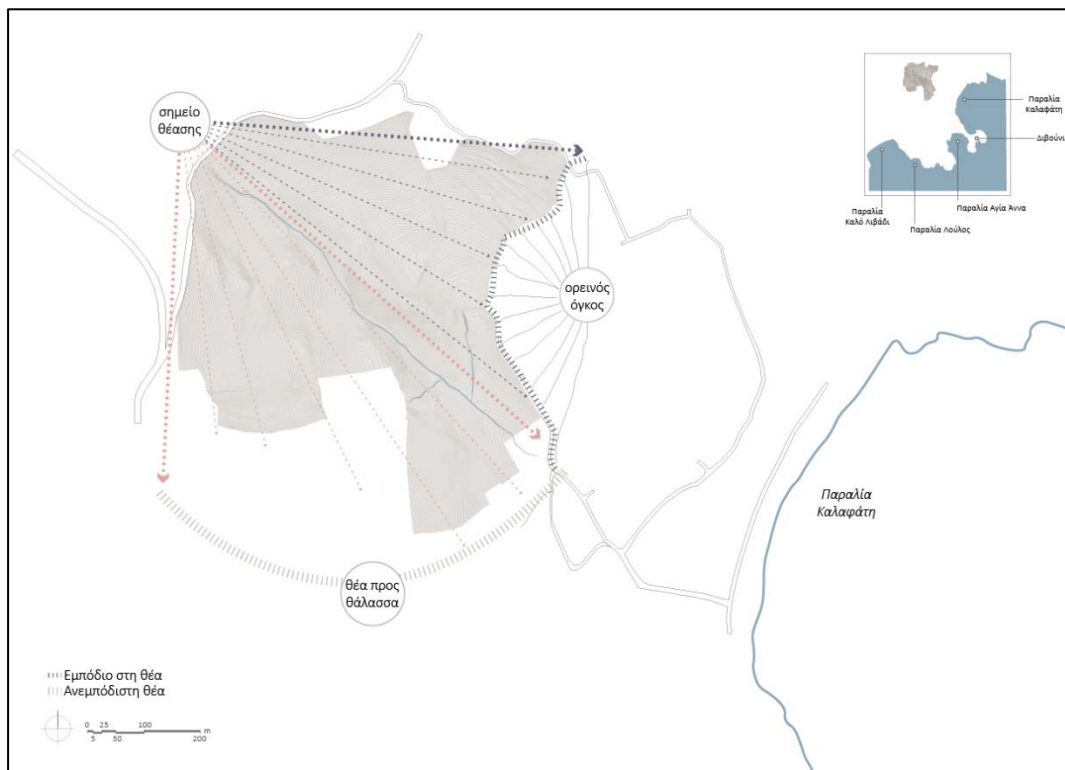 σημείο
θέασης
Παραλία
Καλαφάτη
Διβούνι
Παραλία
Καλό Λιβάδι
Παραλία Λούλος
Παραλία Αγία Άννα
ορεινός
όγκος
Παραλία
Καλαφάτη
θέα προς
θάλασσα
Εμπόδιο στη θέα
Ανεμπόδιστη θέα
0 25 100
m
5 50 200